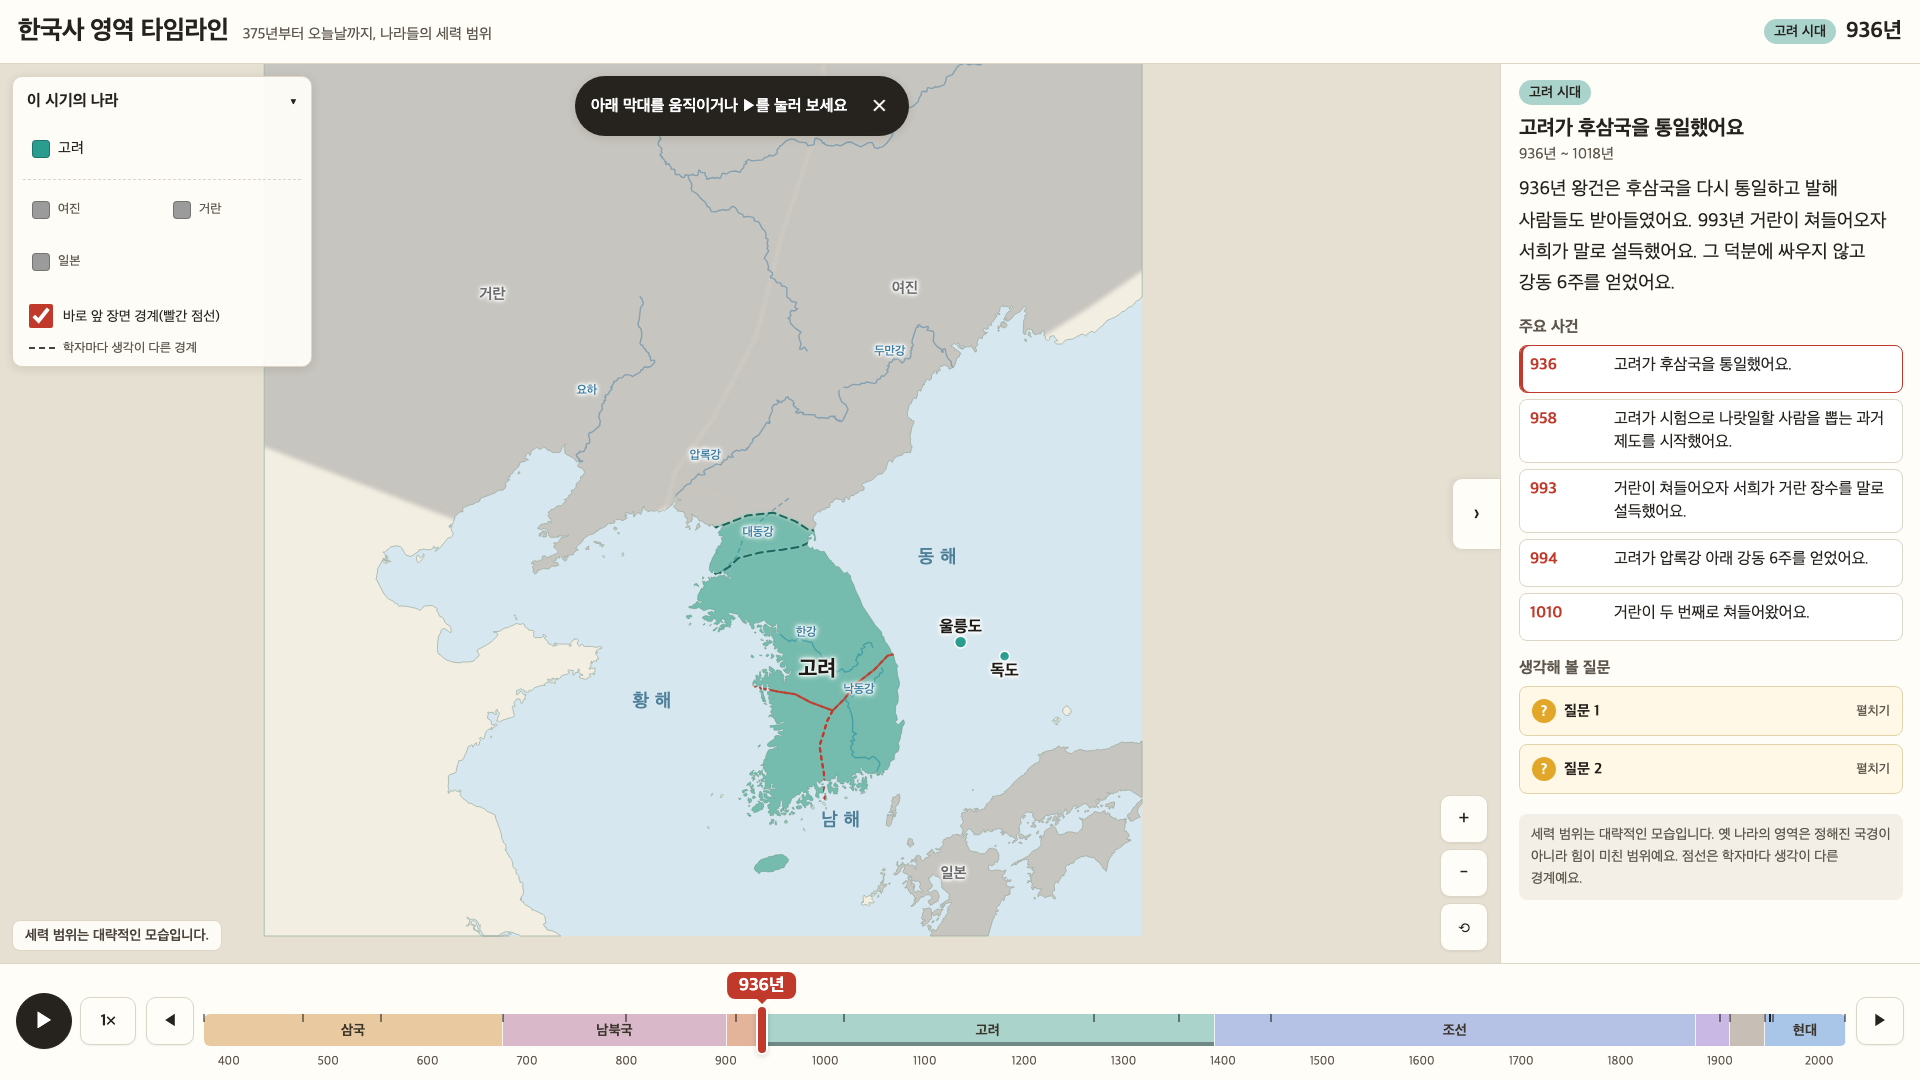 한국사 영역 타임라인
375년부터 오늘날까지, 나라들의 세력 범위
고려 시대
936년
이 시기의 나라
▼
고려
여진
거란
일본
바로 앞 장면 경계(빨간 점선)
학자마다 생각이 다른 경계
아래 막대를 움직이거나 ▶를 눌러 보세요 ✕
거란
여진
두만강
요하
압록강
대동강
동해
울릉도
독도
한강
고려
낙동강
황해
남해
일본
세력 범위는 대략적인 모습입니다.
›
+
−
⟲
고려 시대
고려가 후삼국을 통일했어요
936년 ~ 1018년
936년 왕건은 후삼국을 다시 통일하고 발해
사람들도 받아들였어요. 993년 거란이 쳐들어오자
서희가 말로 설득했어요. 그 덕분에 싸우지 않고
강동 6주를 얻었어요.
주요 사건
936 고려가 후삼국을 통일했어요.
958 고려가 시험으로 나랏일할 사람을 뽑는 과거
제도를 시작했어요.
993 거란이 쳐들어오자 서희가 거란 장수를 말로
설득했어요.
994 고려가 압록강 아래 강동 6주를 얻었어요.
1010 거란이 두 번째로 쳐들어왔어요.
생각해 볼 질문
? 질문 1 펼치기
? 질문 2 펼치기
세력 범위는 대략적인 모습입니다. 옛 나라의 영역은 정해진 국경이
아니라 힘이 미친 범위예요. 점선은 학자마다 생각이 다른
경계예요.
936년
▶
1×
◀
삼국
남북국
고려
조선
현대
▶
400 500 600 700 800 900 1000 1100 1200 1300 1400 1500 1600 1700 1800 1900 2000